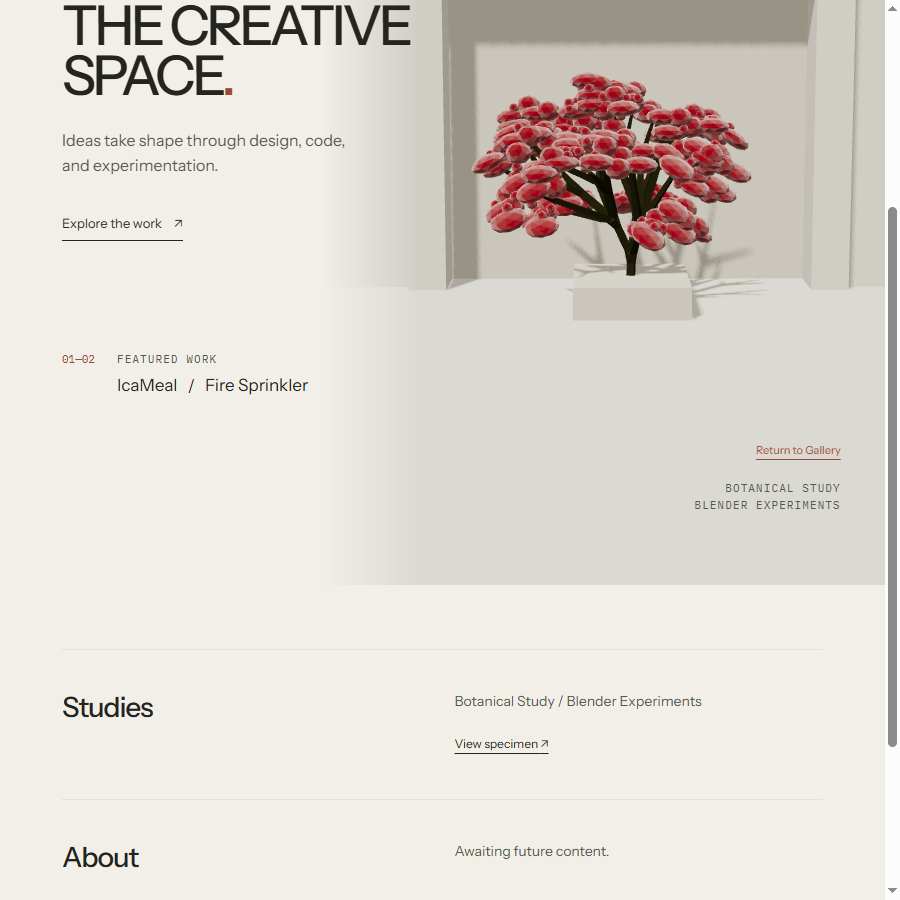 THE CREATIVE
SPACE.
Ideas take shape through design, code,
and experimentation.
Explore the work ↗
01—02 FEATURED WORK
IcaMeal / Fire Sprinkler
Return to Gallery
BOTANICAL STUDY
BLENDER EXPERIMENTS
Studies
Botanical Study / Blender Experiments
View specimen ↗
About
Awaiting future content.